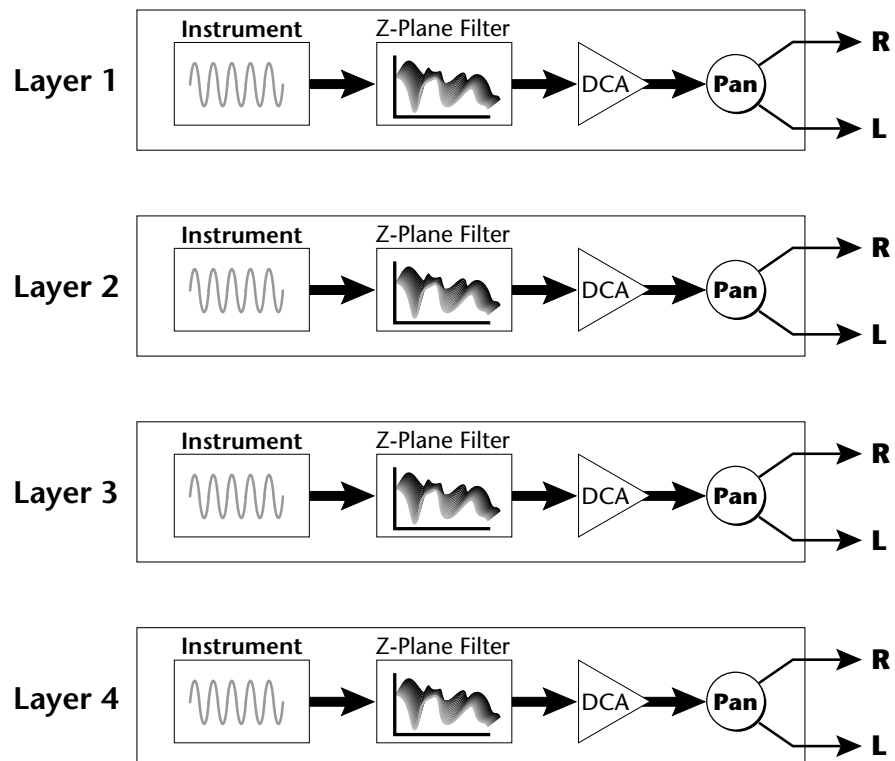 Instrument
Z-Plane Filter
R
Layer 1
DCA
Pan
L
Instrument
Z-Plane Filter
R
Layer 2
DCA
Pan
L
Instrument
Z-Plane Filter
R
Layer 3
DCA
Pan
L
Instrument
Z-Plane Filter
R
Layer 4
DCA
Pan
L